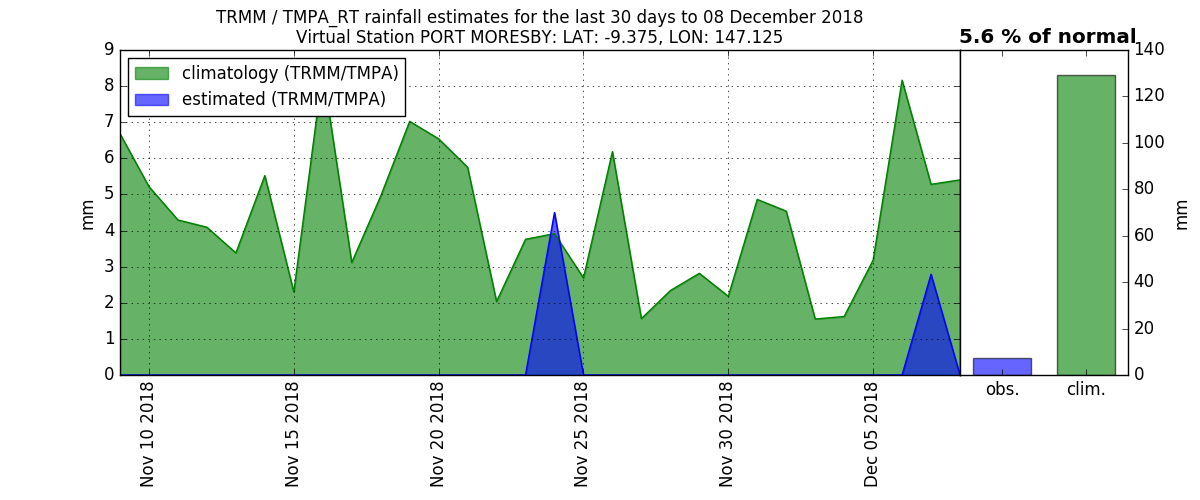 TRMM / TMPA_RT rainfall estimates for the last 30 days to 08 December 2018
Virtual Station PORT MORESBY: LAT: -9.375, LON: 147.125
5.6 % of normal
climatology (TRMM/TMPA)
estimated (TRMM/TMPA)
9
8
7
6
5
4
3
2
1
0
mm
Nov 10 2018
Nov 15 2018
Nov 20 2018
Nov 25 2018
Nov 30 2018
Dec 05 2018
140
120
100
80
60
40
20
0
mm
obs.
clim.